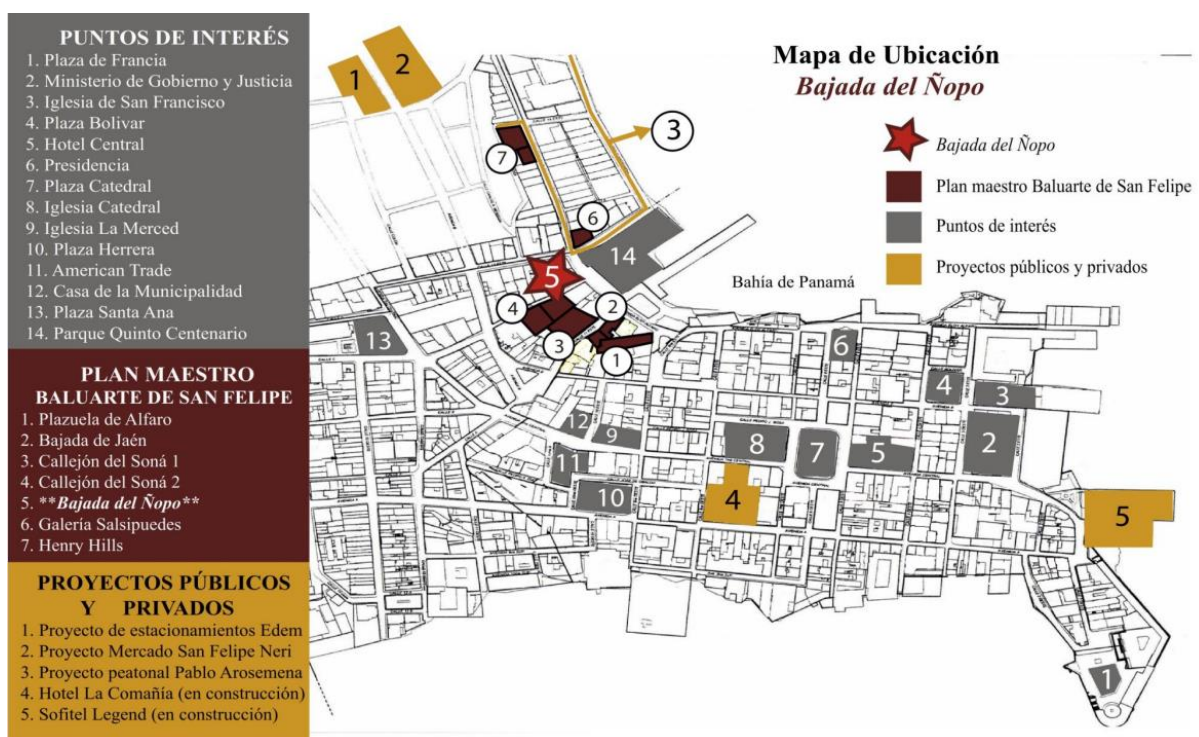 PUNTOS DE INTERÉS
1. Plaza de Francia
2. Ministerio de Gobierno y Justicia
3. Iglesia de San Francisco
4. Plaza Bolivar
5. Hotel Central
6. Presidencia
7. Plaza Catedral
8. Iglesia Catedral
9. Iglesia La Merced
10. Plaza Herrera
11. American Trade
12. Casa de la Municipalidad
13. Plaza Santa Ana
14. Parque Quinto Centenario
PLAN MAESTRO
BALUARTE DE SAN FELIPE
1. Plazuela de Alfaro
2. Bajada de Jaén
3. Callejón del Soná 1
4. Callejón del Soná 2
5. **Bajada del Ñopo**
6. Galería Salsipuedes
7. Henry Hills
PROYECTOS PÚBLICOS
Y PRIVADOS
1. Proyecto de estacionamientos Edem
2. Proyecto Mercado San Felipe Neri
3. Proyecto peatonal Pablo Arosemena
4. Hotel La Comañía (en construcción)
5. Sofitel Legend (en construcción)
Mapa de Ubicación
Bajada del Ñopo
Bajada del Ñopo
Plan maestro Baluarte de San Felipe
Puntos de interés
Proyectos públicos y privados
Bahía de Panamá
1
2
3
7
6
14
5
4
2
3
1
13
6
4
3
12
9
8
7
5
2
11
10
4
5
1